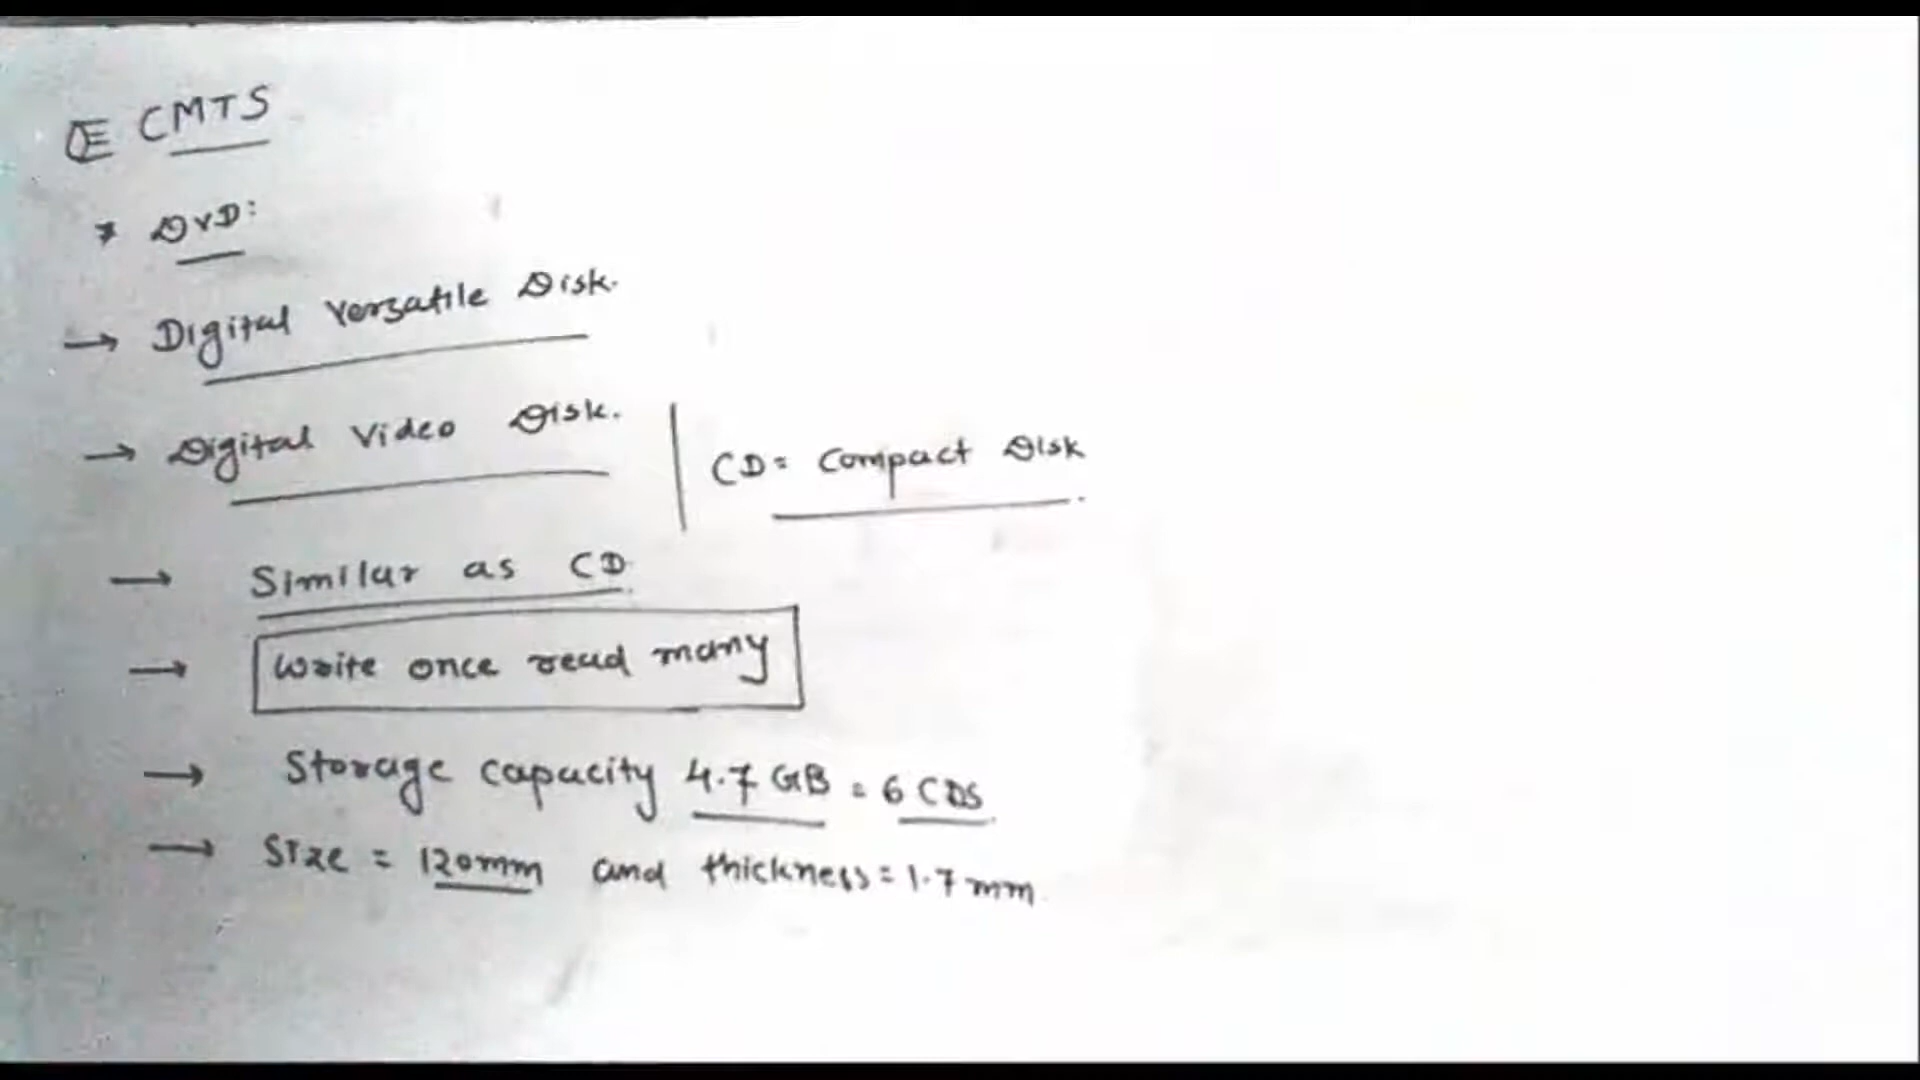 E CMTS
* DVD:
→ Digital Versatile Disk.
→ Digital Video Disk.
CD = Compact Disk.
→ Similar as CD.
→ Write once read many
→ Storage capacity 4.7 GB = 6 CDS.
→ Size = 120mm and thickness = 1.7 mm.